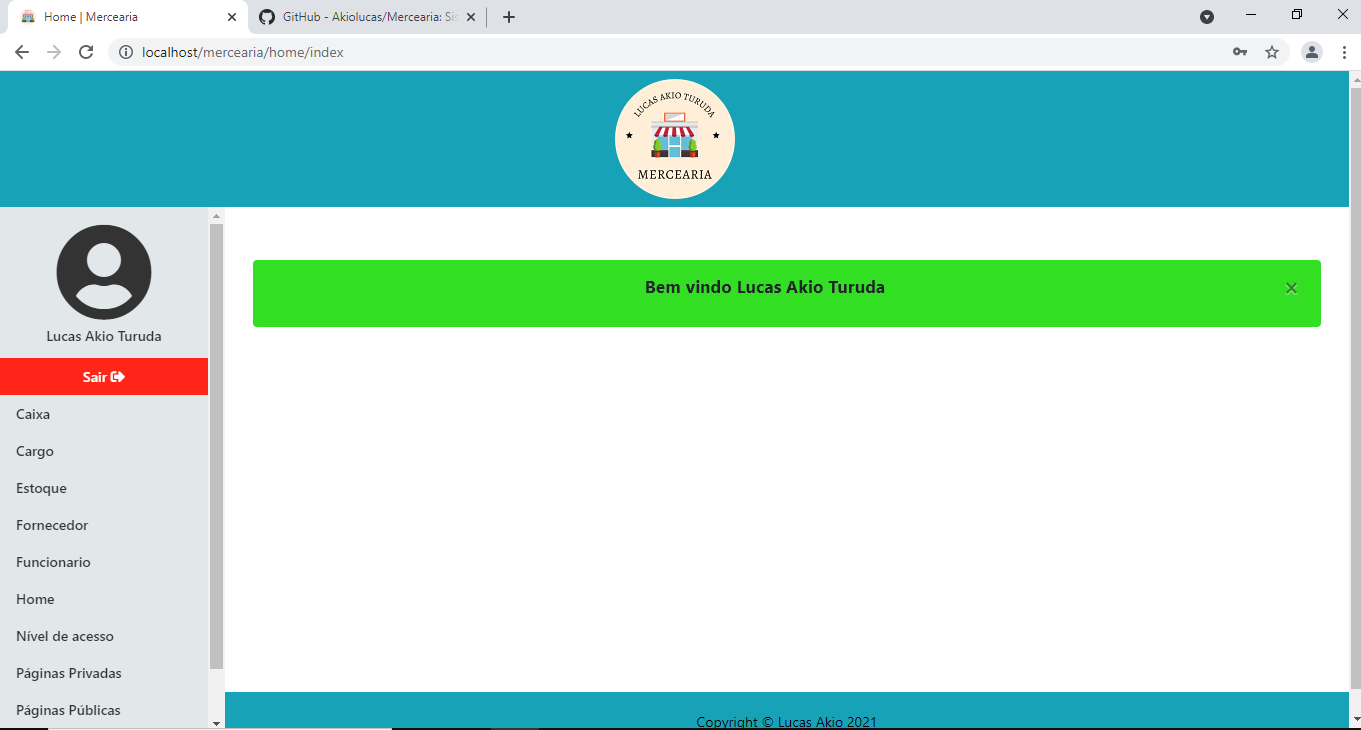 Home | Mercearia
GitHub - Akiolucas/Mercearia: Sis
localhost/mercearia/home/index
LUCAS AKIO TURUDA
MERCEARIA
Lucas Akio Turuda
Sair
Caixa
Cargo
Estoque
Fornecedor
Funcionario
Home
Nível de acesso
Páginas Privadas
Páginas Públicas
Bem vindo Lucas Akio Turuda
×
Copyright © Lucas Akio 2021